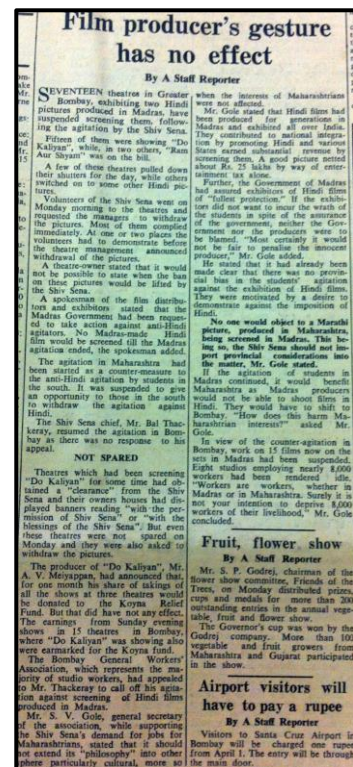 Film producer's gesture
has no effect
By A Staff Reporter
SEVENTEEN theatres in Greater
Bombay, exhibiting two Hindi
pictures produced in Madras, have
suspended screening them, follow-
ing the agitation by the Shiv Sena.
Fifteen of them were showing "Do
Kaliyan", while, in two others, "Ram
Aur Shyam" was on the bill.
A few of these theatres pulled down
their shutters for the day, while others
switched on to some other Hindi pic-
tures.
Volunteers of the Shiv Sena went on
Monday morning to the theatres and
requested the managers to withdraw
the pictures. Most of them complied
immediately. At one or two places the
volunteers had to demonstrate before
the theatre management announced
withdrawal of the pictures.
A theatre-owner stated that it would
not be possible to state when the ban
on these pictures would be lifted by
the Shiv Sena.
A spokesman of the film distribu-
tors and exhibitors stated that the
Madras Government had been reques-
ted to take action against anti-Hindi
agitators. No Madras-made Hindi
film would be screened till the Madras
agitation ended, the spokesman added.
The agitation in Maharashtra had
been started as a counter-measure to
the anti-Hindi agitation by students in
the south. It was suspended to give
an opportunity to those in the south
to withdraw the agitation against
Hindi.
The Shiv Sena chief, Mr. Bal Thac-
keray, resumed the agitation in Bom-
bay as there was no response to his
appeal.
NOT SPARED
Theatres which had been screening
"Do Kaliyan" for some time had ob-
tained a "clearance" from the Shiv
Sena and their owners houses had dis-
played banners reading "with the per-
mission of Shiv Sena" or "with the
blessings of the Shiv Sena". But even
these theatres were not spared on
Monday and they were also asked to
withdraw the pictures.
The producer of "Do Kaliyan", Mr.
A. V. Meiyappan, had announced that
for one month his share of takings of
all the shows at three theatres would
be donated to the Koyna Relief
Fund. But that did not have any effect.
The earnings from Sunday evening
shows in 15 theatres in Bombay,
where "Do Kaliyan" was showing also
were earmarked for the Koyna fund.
The Bombay General Workers'
Association, which represents the ma-
jority of studio workers, had appealed
to Mr. Thackeray to call off his agita-
tion against screening of Hindi films
produced in Madras.
Mr. S. V. Gole, general secretary
of the association, while supporting
the Shiv Sena's demand for jobs for
Maharashtrians, stated that it should
not extend its "philosophy" into other
sphere particularly cultural, more so
when the interests of Maharashtrians
were not affected.
Mr. Gole stated that Hindi films had
been produced for generations in
Madras and exhibited all over India.
They contributed to national integra-
tion by promoting Hindi and various
States earned substantial revenue by
screening them. A good picture netted
about Rs. 25 lakhs by way of enter-
tainment tax alone.
Further, the Government of Madras
had assured exhibitors of Hindi films
of "fullest protection." If the exhibi-
tors did not want to incur the wrath of
the students in spite of the assurance
of the government, neither the Gov-
ernment nor the producers were to
be blamed. "Most certainly it would
not be fair to penalise the innocent
producer," Mr. Gole added.
He stated that it had already been
made clear that there was no provin-
cial bias in the students' agitation
against the exhibition of Hindi films.
They were motivated by a desire to
demonstrate against the imposition of
Hindi.
No one would object to a Marathi
picture, produced in Maharashtra,
being screened in Madras. This be-
ing so, the Shiv Sena should not im-
port provincial considerations into
the matter, Mr. Gole stated.
If the agitation of students in
Madras continued, it would benefit
Maharashtra as Madras producers
would not be able to shoot films in
Hindi. They would have to shift to
Bombay. "How does this harm Ma-
harashtrian interests?" asked Mr.
Gole.
In view of the counter-agitation in
Bombay, work on 15 films now on the
sets in Madras had been suspended.
Eight studios employing nearly 8,000
workers had been rendered idle.
"Workers are workers, whether in
Madras or in Maharashtra. Surely it is
not your intention to deprive 8,000
workers of their livelihood," Mr. Gole
concluded.
Fruit, flower show
By A Staff Reporter
Mr. S. P. Godrej, chairman of the
flower show committee, Friends of the
Trees, on Monday distributed prizes,
cups and medals for more than 200
outstanding entries in the annual vege-
table, fruit and flower show.
The Governor's cup was won by the
Godrej company. More than 100
vegetable and fruit growers from
Maharashtra and Gujarat participated
in the show.
Airport visitors will
have to pay a rupee
By A Staff Reporter
Visitors to Santa Cruz Airport in
Bombay will be charged one rupee
from April 1. The entry will be through
the main door.